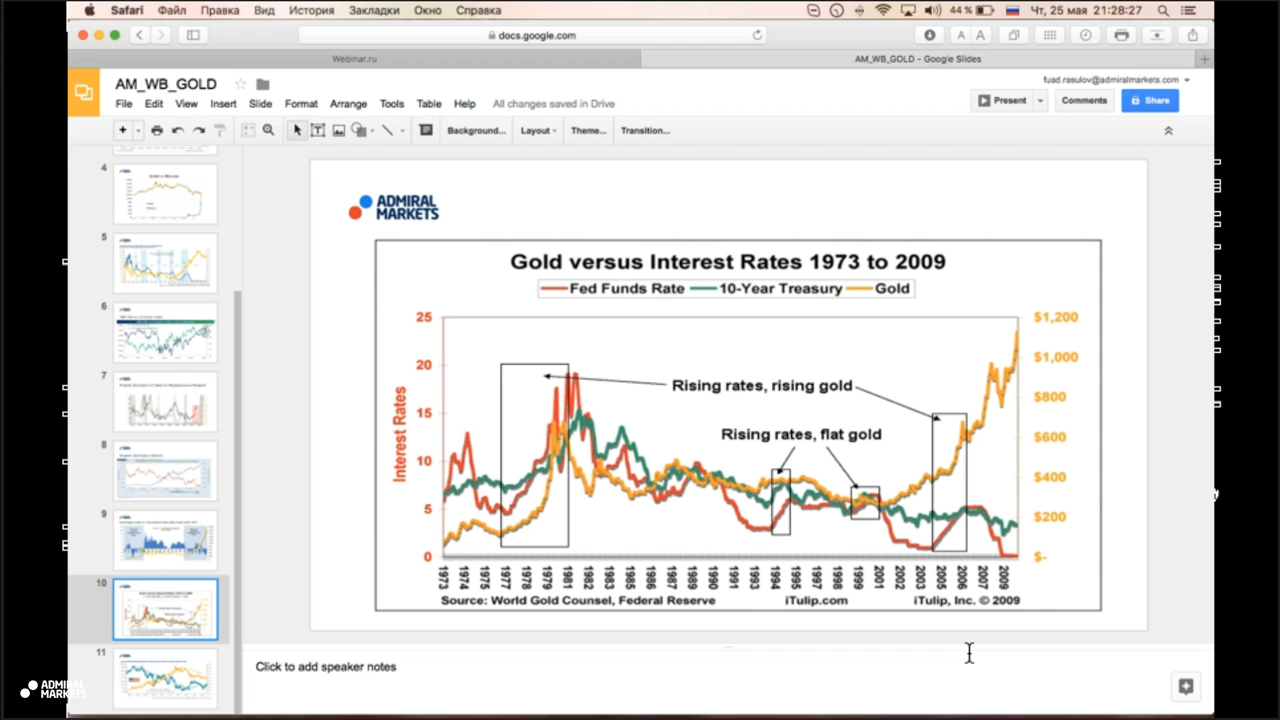 Safari Файл Правка Вид История Закладки Окно Справка 44 % Чт, 25 мая 21:28:27
docs.google.com
Webinar.ru AM_WB_GOLD - Google Slides
AM_WB_GOLD
fuad.rasulov@admiralmarkets.com
File Edit View Insert Slide Format Arrange Tools Table Help All changes saved in Drive
Present Comments Share
Background... Layout Theme... Transition...
4
5
6
7
8
9
10
11
ADMIRAL
MARKETS
Gold versus Interest Rates 1973 to 2009
Fed Funds Rate 10-Year Treasury Gold
25 $1,200
20 $1,000
$800
15
$600
10
$400
5
$200
0 $-
Interest Rates
Rising rates, rising gold
Rising rates, flat gold
1973 1974 1975 1977 1978 1979 1981 1982 1983 1985 1986 1987 1989 1990 1991 1993 1994 1995 1997 1998 1999 2001 2002 2003 2005 2006 2007 2009
Source: World Gold Counsel, Federal Reserve iTulip.com iTulip, Inc. © 2009
Click to add speaker notes
ADMIRAL
MARKETS